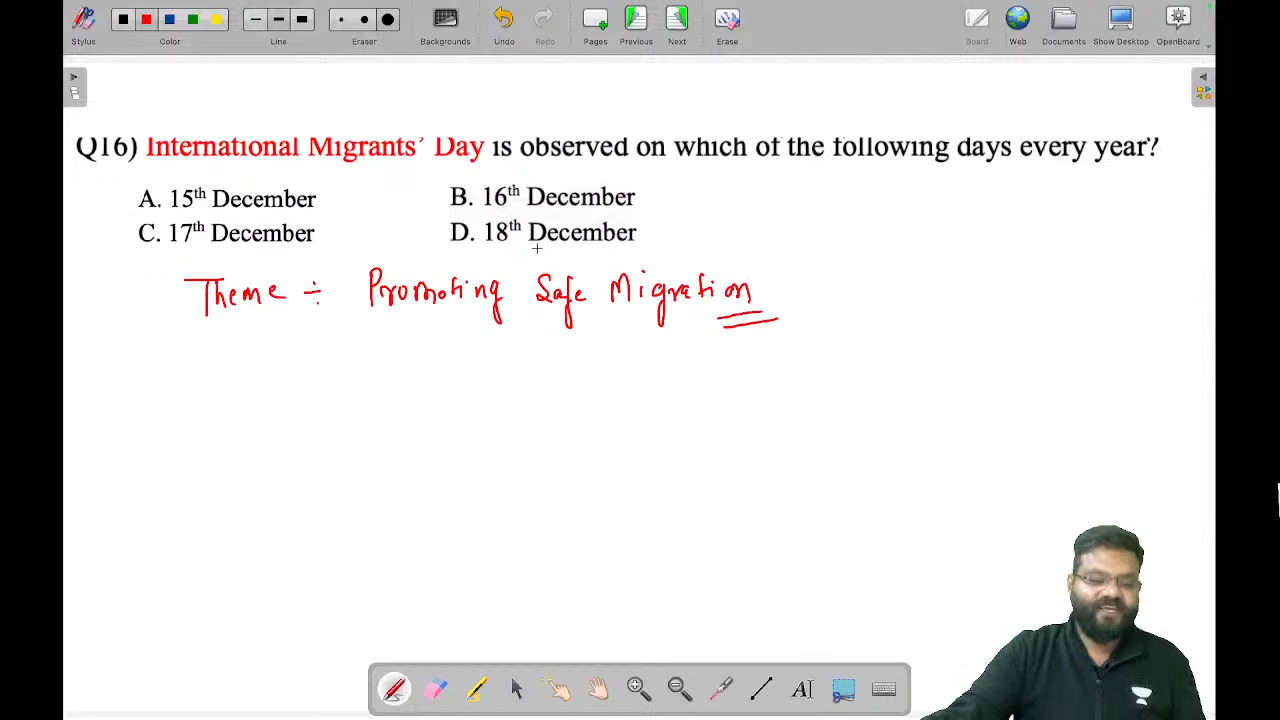 Stylus Color Line Eraser Backgrounds Undo Redo Pages Previous Next Erase Board Web Documents Show Desktop OpenBoard
Q16) International Migrants’ Day is observed on which of the following days every year?
A. 15th December B. 16th December
C. 17th December D. 18th December
Theme ÷ Promoting Safe Migration